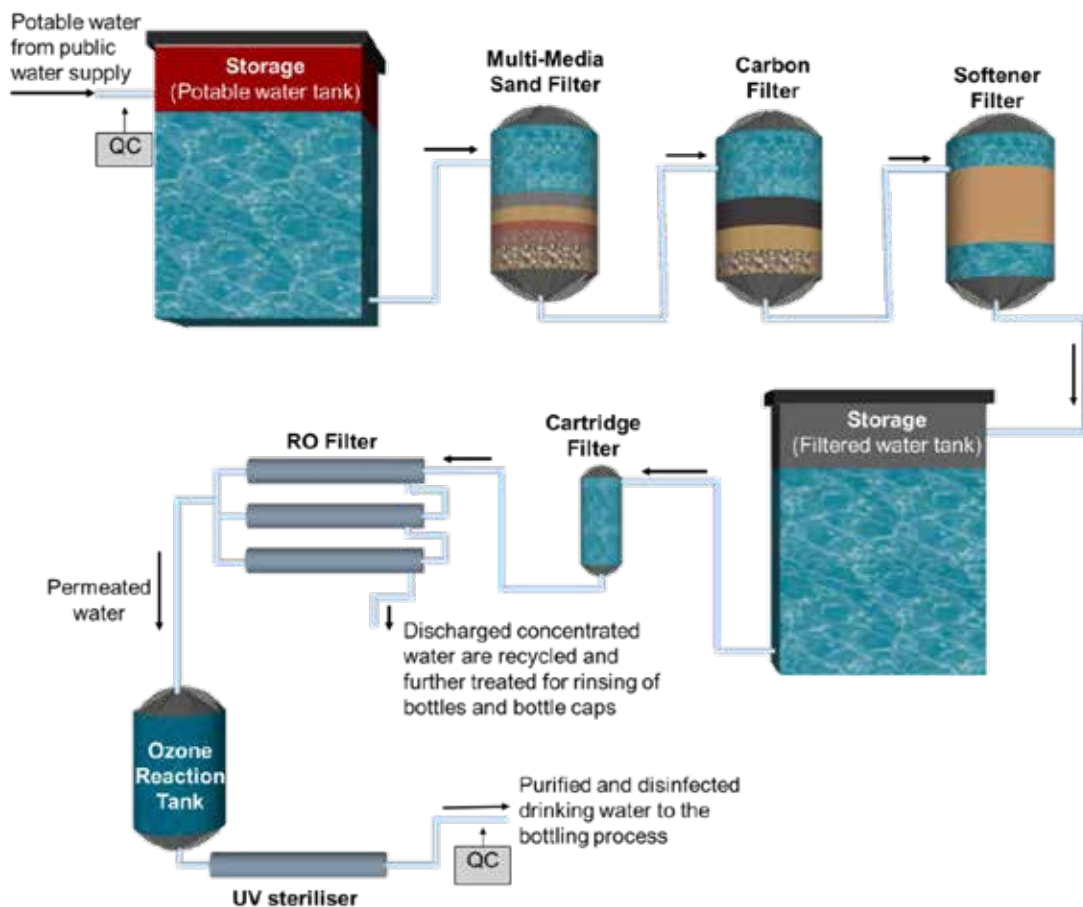 Potable water
from public
water supply
QC
Storage
(Potable water tank)
Multi-Media
Sand Filter
Carbon
Filter
Softener
Filter
Storage
(Filtered water tank)
Cartridge
Filter
RO Filter
Permeated
water
Discharged concentrated
water are recycled and
further treated for rinsing of
bottles and bottle caps
Ozone
Reaction
Tank
UV steriliser
QC
Purified and disinfected
drinking water to the
bottling process